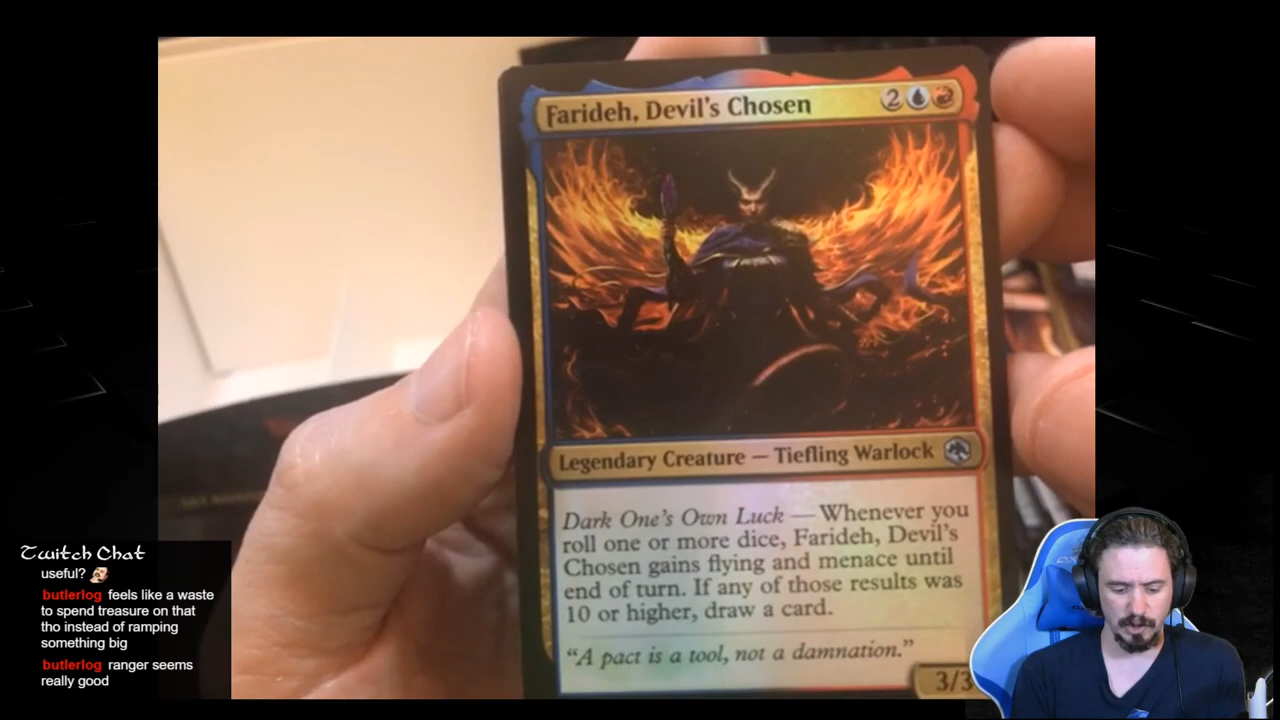 Farideh, Devil's Chosen
2
Legendary Creature — Tiefling Warlock
Dark One's Own Luck — Whenever you
roll one or more dice, Farideh, Devil's
Chosen gains flying and menace until
end of turn. If any of those results was
10 or higher, draw a card.
“A pact is a tool, not a damnation.”
3/3
Twitch Chat
useful?
butlerlog feels like a waste
to spend treasure on that
tho instead of ramping
something big
butlerlog ranger seems
really good